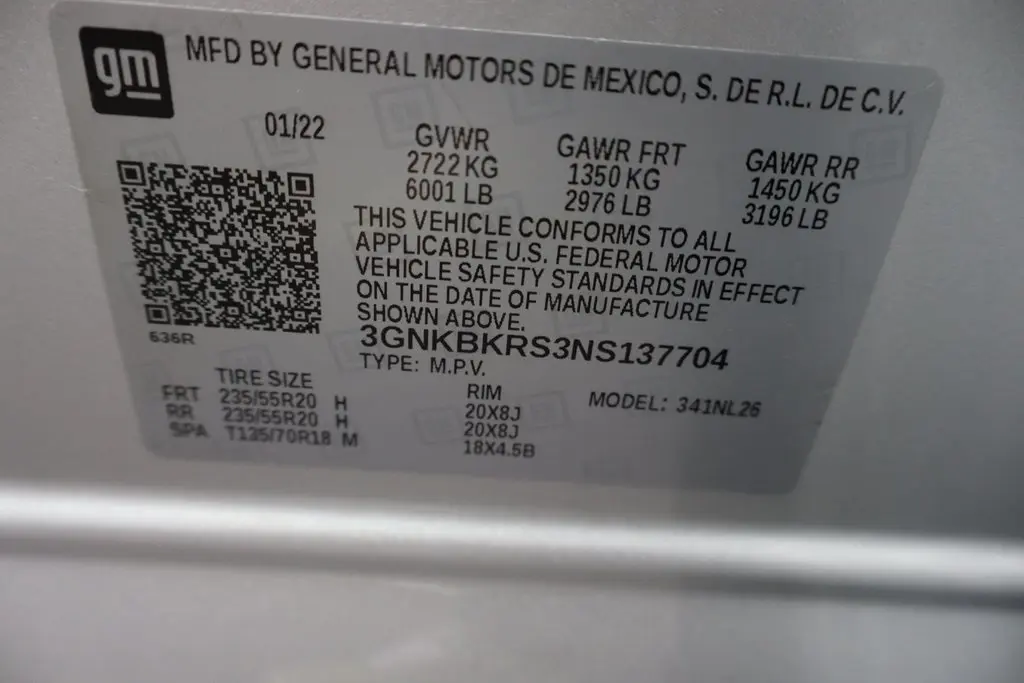 gm
MFD BY GENERAL MOTORS DE MEXICO, S. DE R.L. DE C.V.
01/22
GVWR GAWR FRT GAWR RR
2722 KG 1350 KG 1450 KG
6001 LB 2976 LB 3196 LB
THIS VEHICLE CONFORMS TO ALL
APPLICABLE U.S. FEDERAL MOTOR
VEHICLE SAFETY STANDARDS IN EFFECT
ON THE DATE OF MANUFACTURE
SHOWN ABOVE.
636R
3GNKBKRS3NS137704
TYPE: M.P.V.
TIRE SIZE RIM MODEL: 341NL26
FRT 235/55R20 H 20X8J
RR 235/55R20 H 20X8J
SPA T135/70R18 M 18X4.5B